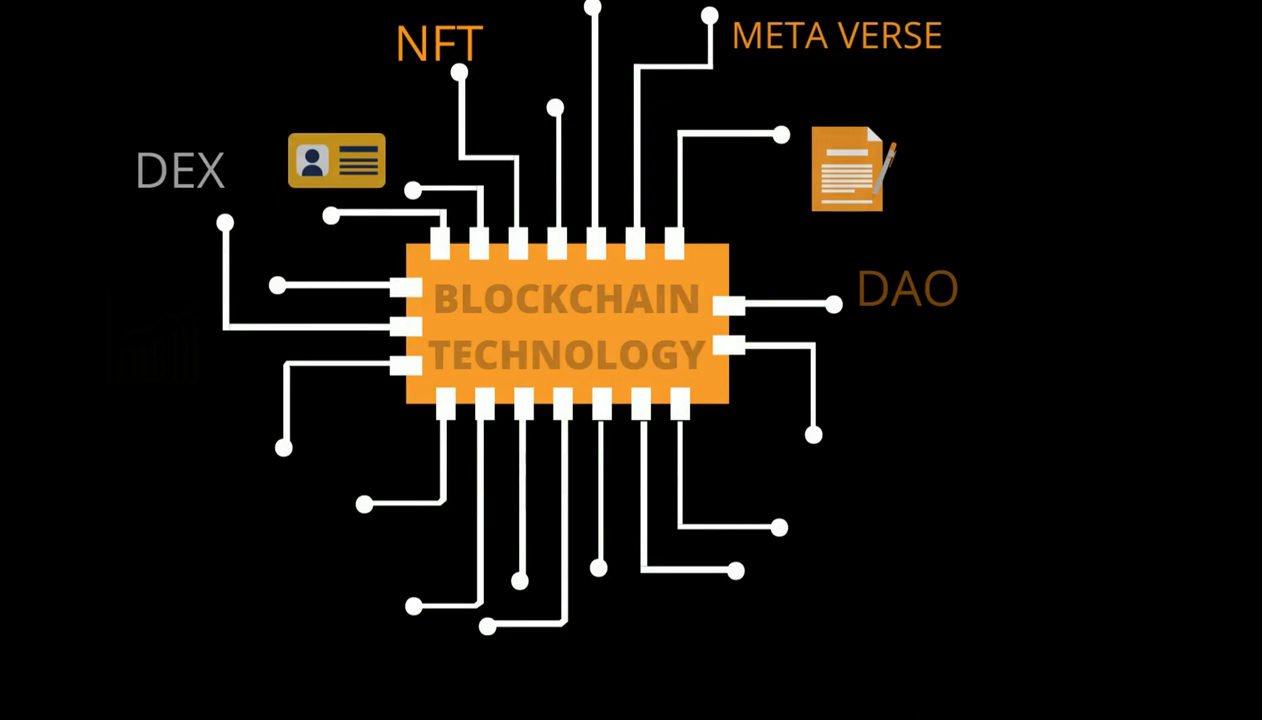 NFT
META VERSE
DEX
DAO
BLOCKCHAIN
TECHNOLOGY